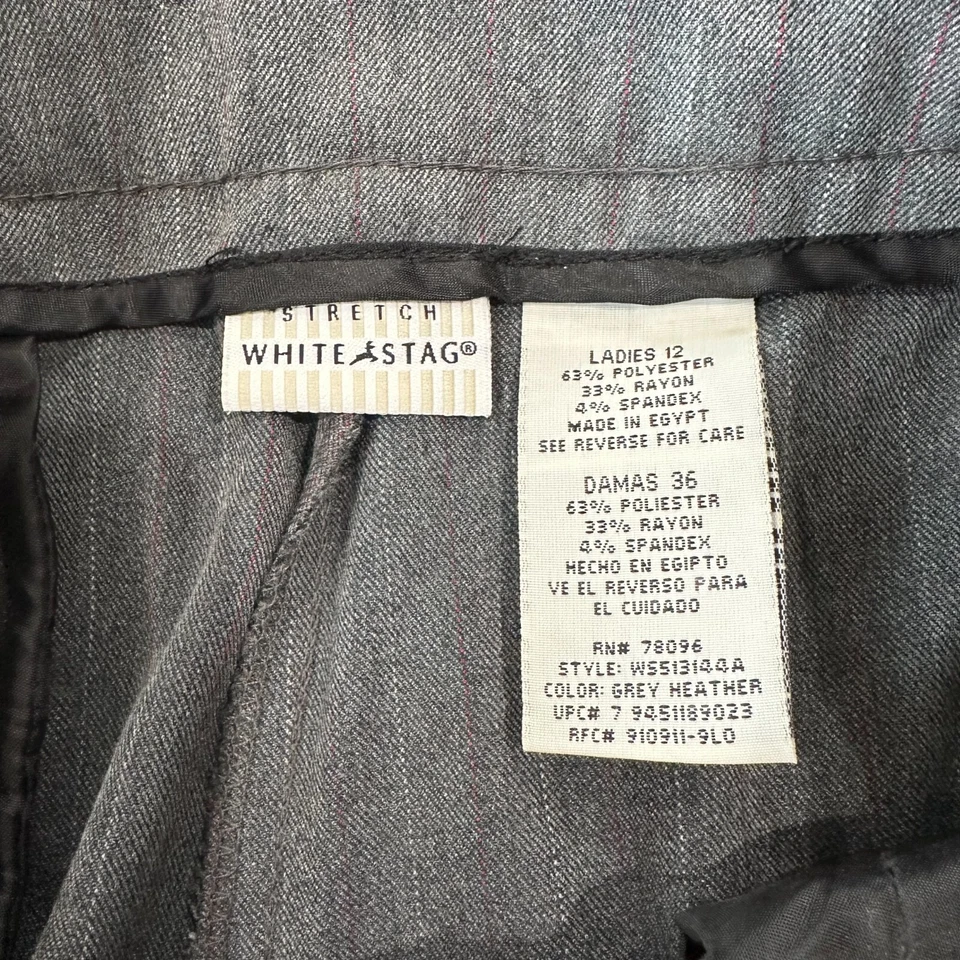 STRETCH
WHITE STAG®
LADIES 12
63% POLYESTER
33% RAYON
4% SPANDEX
MADE IN EGYPT
SEE REVERSE FOR CARE
DAMAS 36
63% POLIESTER
33% RAYON
4% SPANDEX
HECHO EN EGIPTO
VE EL REVERSO PARA
EL CUIDADO
RN# 78096
STYLE: WS513144A
COLOR: GREY HEATHER
UPC# 7 9451189023
RFC# 910911-9L0